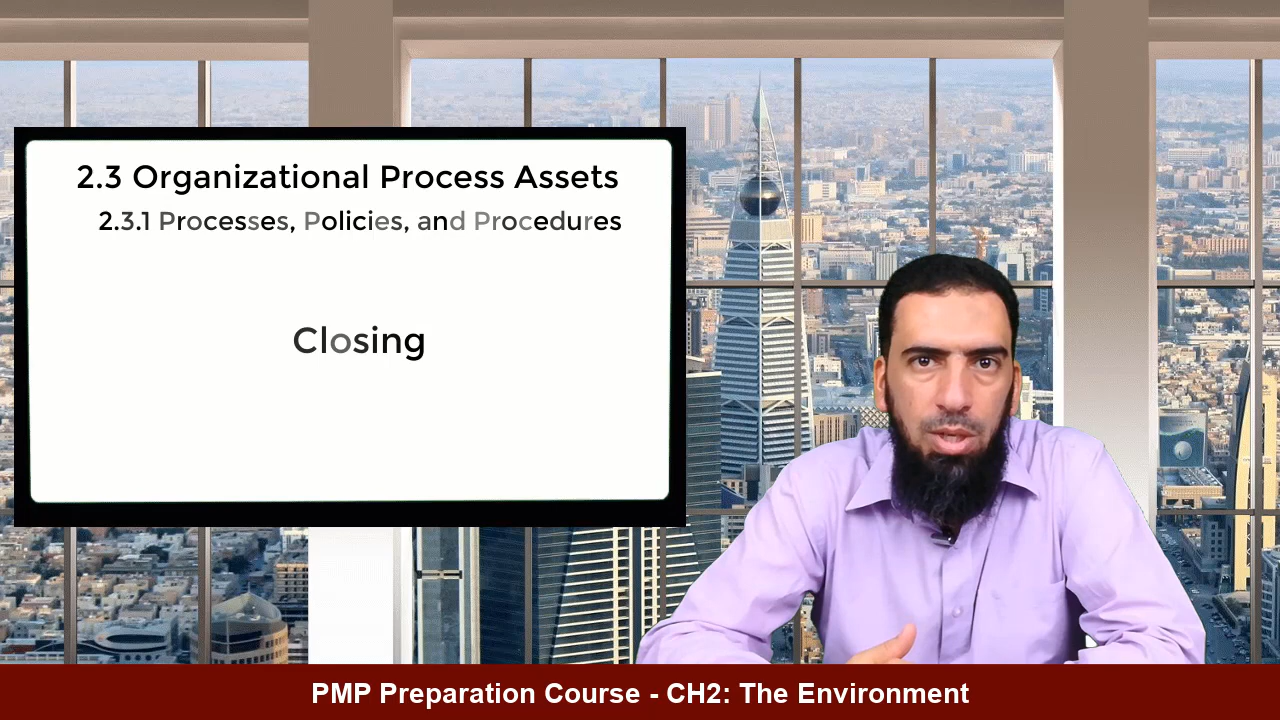 2.3 Organizational Process Assets
2.3.1 Processes, Policies, and Procedures
Closing
PMP Preparation Course - CH2: The Environment